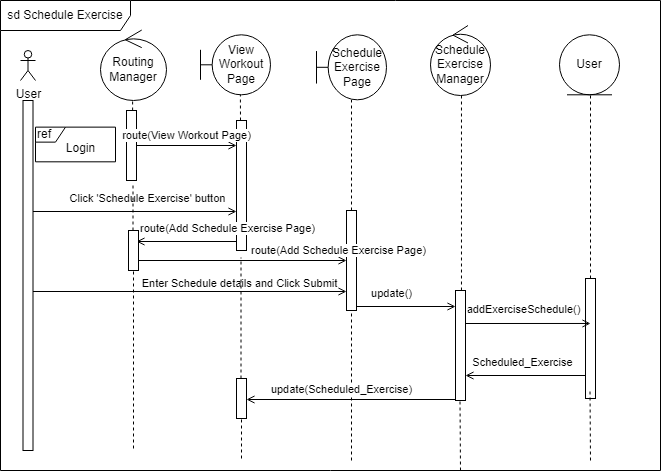 sd Schedule Exercise
User
Routing
Manager
View
Workout
Page
Schedule
Exercise
Page
Schedule
Exercise
Manager
User
ref
Login
route(View Workout Page)
Click 'Schedule Exercise' button
route(Add Schedule Exercise Page)
route(Add Schedule Exercise Page)
Enter Schedule details and Click Submit
update()
addExerciseSchedule()
Scheduled_Exercise
update(Scheduled_Exercise)